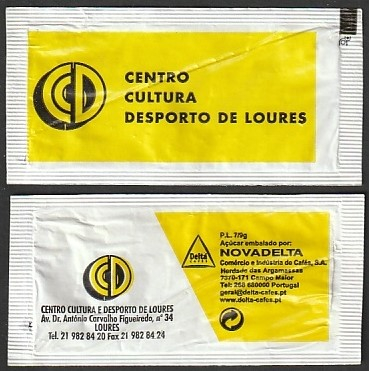 CENTRO
CULTURA
DESPORTO DE LOURES
CENTRO CULTURA E DESPORTO DE LOURES
Av. Dr. António Carvalho Figueiredo, nº 34
LOURES
Tel. 21 982 84 20 Fax 21 982 84 24
Delta
CAFÉS
P.L. 7/9g
Açúcar embalado por:
NOVADELTA
Comércio e Indústria de Cafés, S.A.
Herdade das Argamassas
7370-171 Campo Maior
Tel: 268 680000 Portugal
geral@delta-cafes.pt
www.delta-cafes.pt